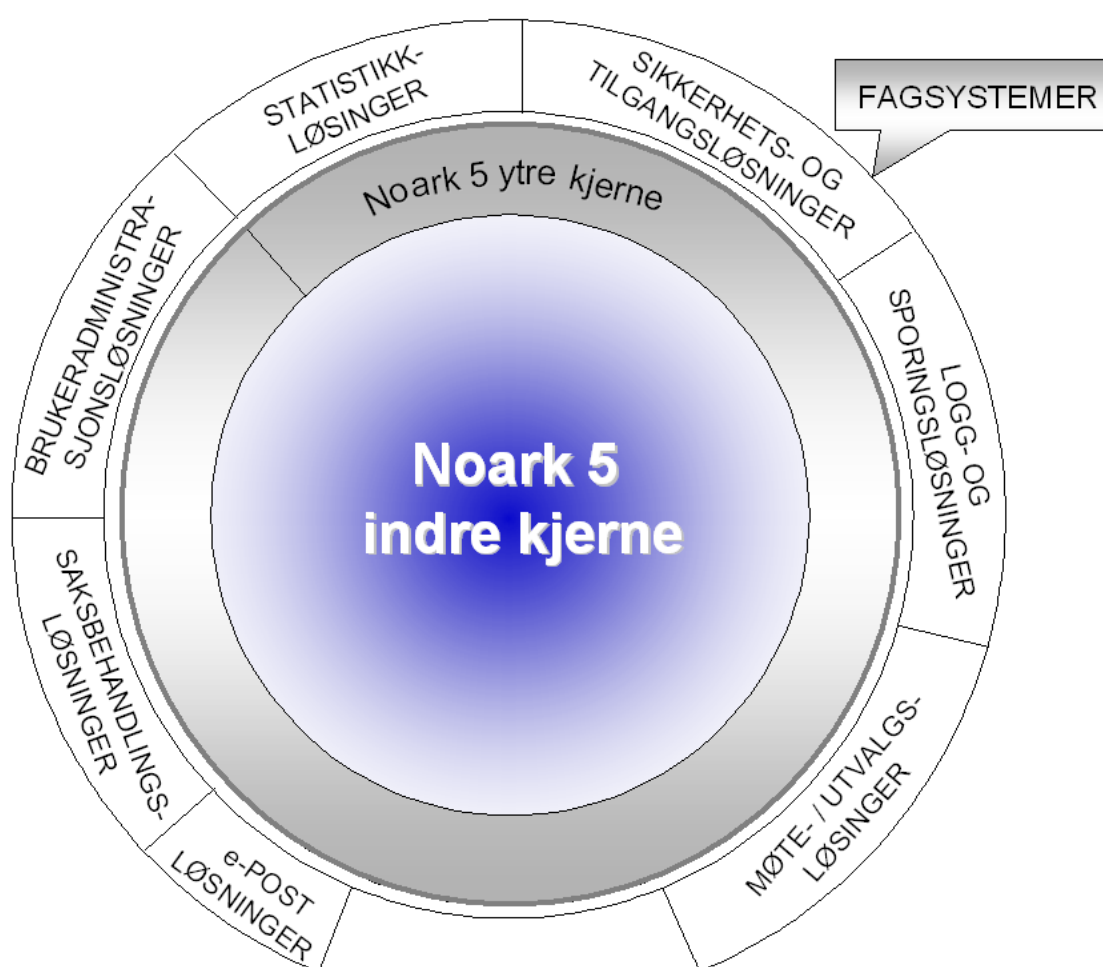 STATISTIKK-
LØSINGER
SIKKERHETS- OG
TILGANGSLØSNINGER
FAGSYSTEMER
LOGG- OG
SPORINGSLØSNINGER
MØTE- / UTVALGS-
LØSINGER
e-POST
LØSNINGER
SAKSBEHANDLINGS-
LØSNINGER
BRUKERADMINISTRA-
SJONSLØSNINGER
Noark 5 ytre kjerne
Noark 5
indre kjerne